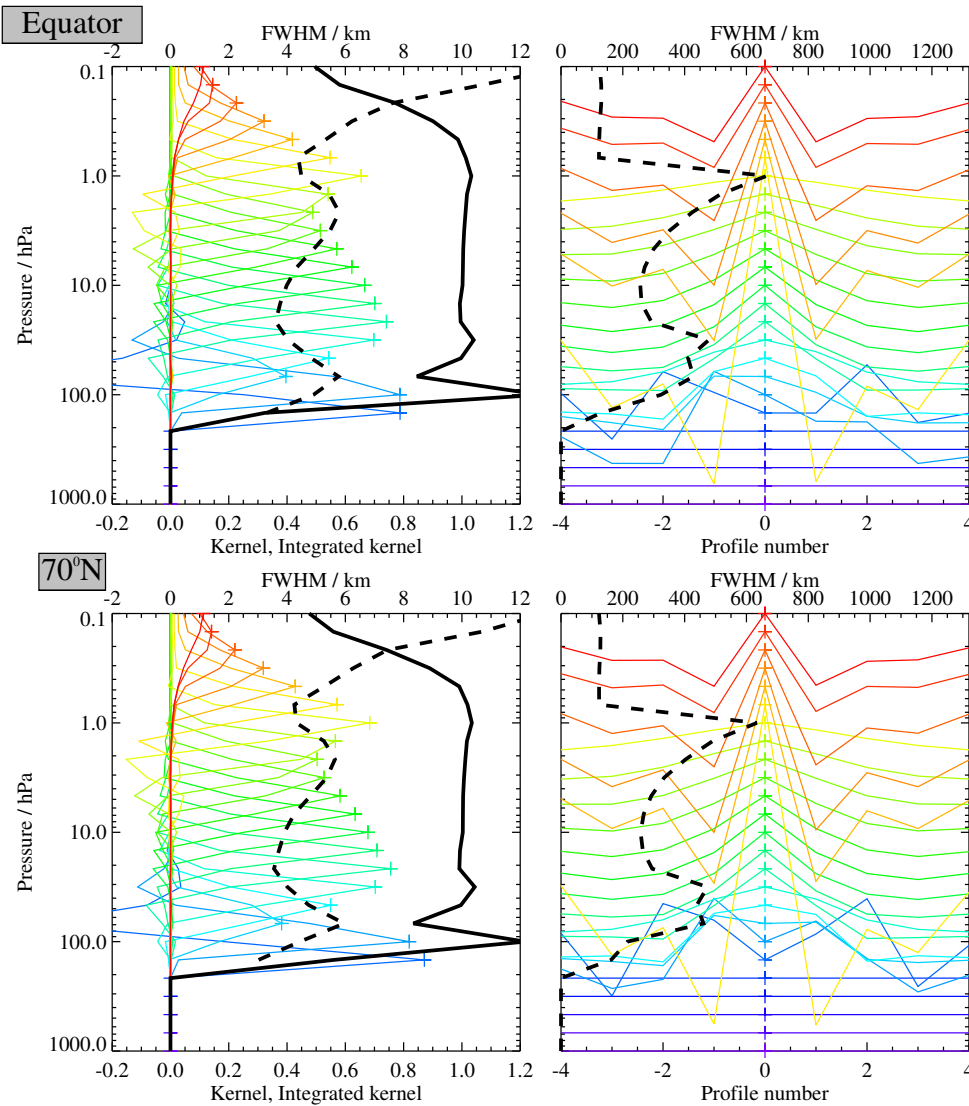 Equator
FWHM / km
-2 0 2 4 6 8 10 12
Pressure / hPa
0.1
1.0
10.0
100.0
1000.0
-0.2 0.0 0.2 0.4 0.6 0.8 1.0 1.2
Kernel, Integrated kernel
FWHM / km
0 200 400 600 800 1000 1200
-4 -2 0 2 4
Profile number
70⁰N
FWHM / km
-2 0 2 4 6 8 10 12
Pressure / hPa
0.1
1.0
10.0
100.0
1000.0
-0.2 0.0 0.2 0.4 0.6 0.8 1.0 1.2
Kernel, Integrated kernel
FWHM / km
0 200 400 600 800 1000 1200
-4 -2 0 2 4
Profile number